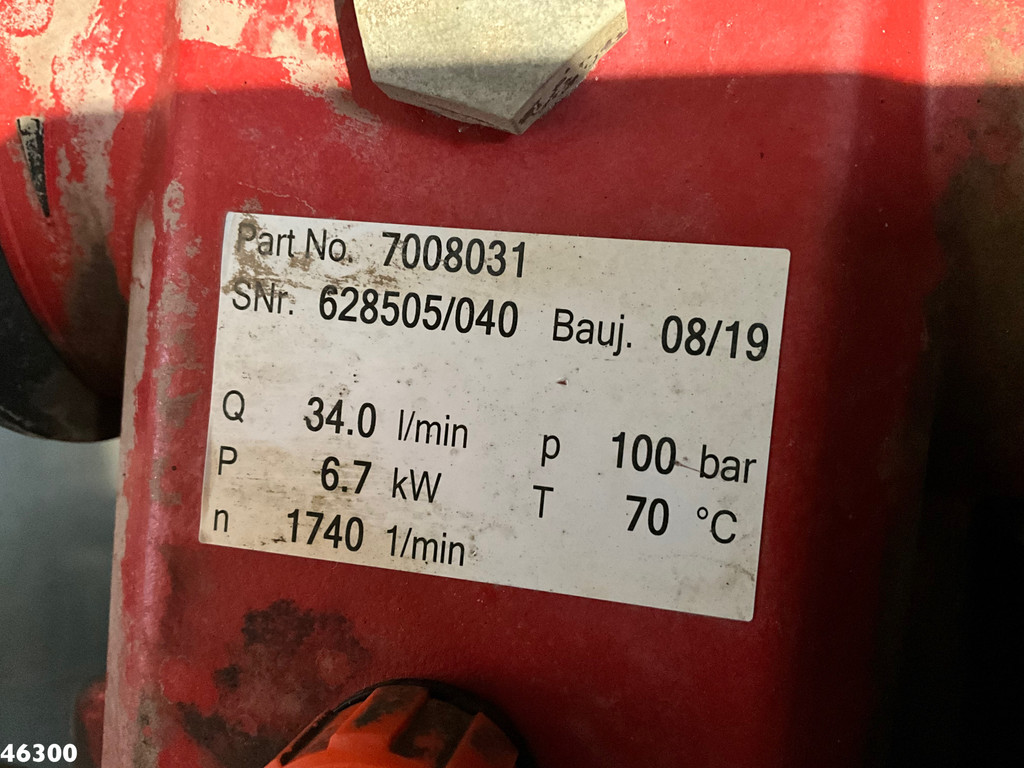 Part No. 7008031
SNr. 628505/040 Bauj. 08/19
Q 34.0 l/min p 100 bar
P 6.7 kW T 70 °C
n 1740 1/min
46300